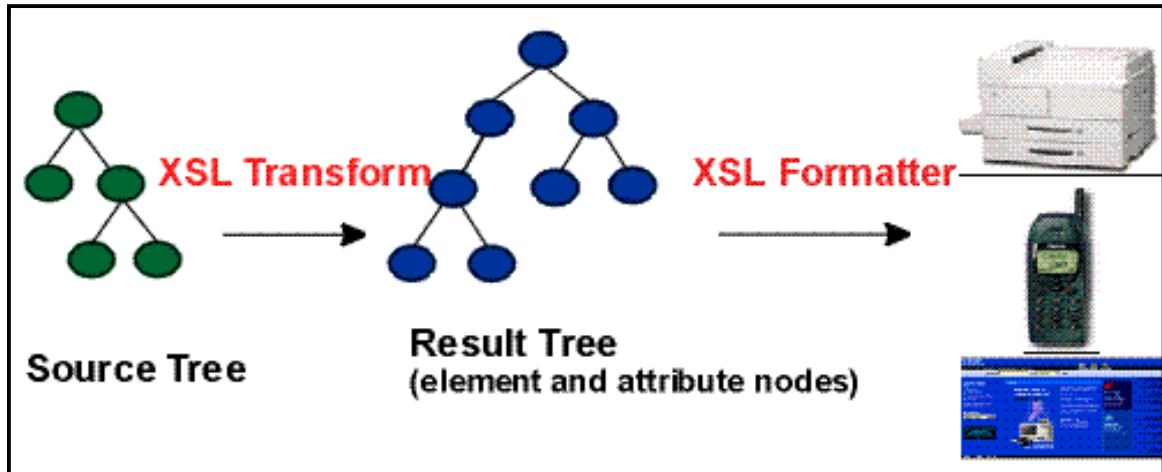 XSL Transform
XSL Formatter
Source Tree
Result Tree
(element and attribute nodes)